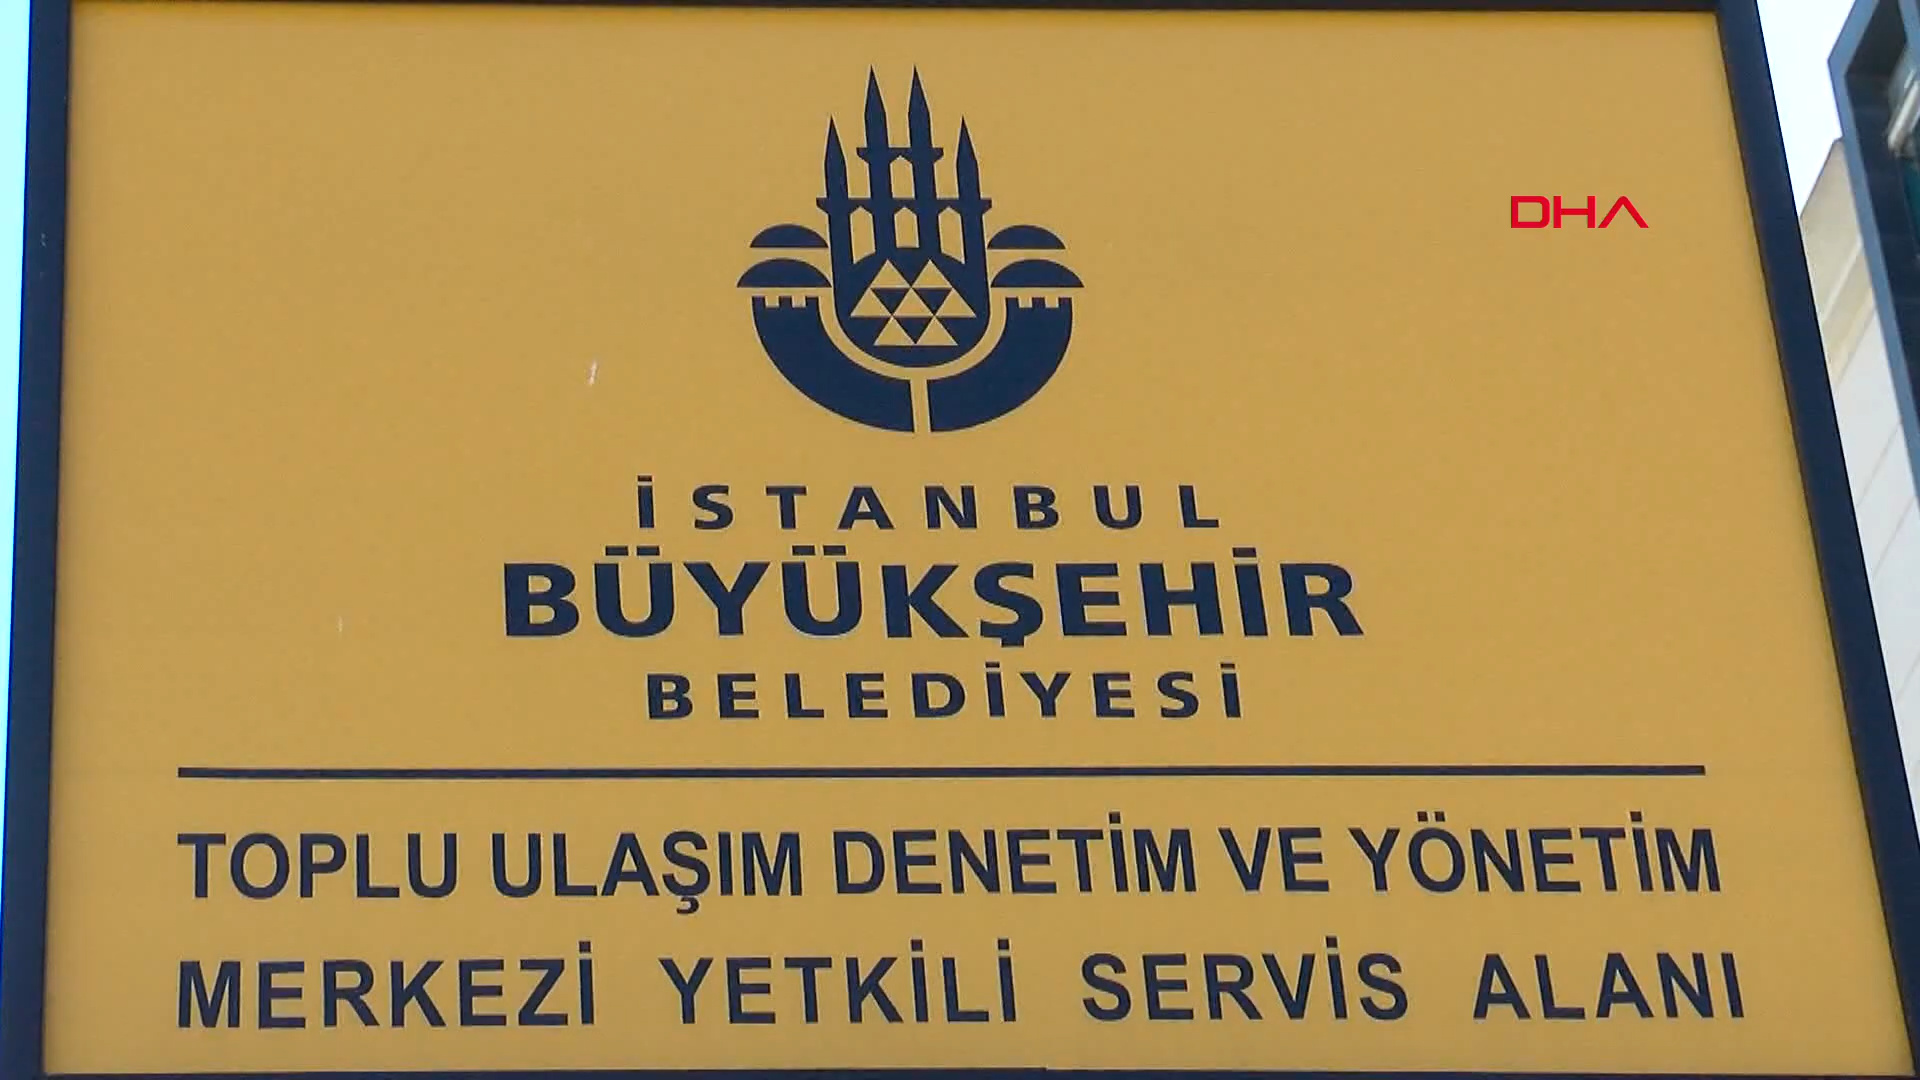 DHA
İSTANBUL
BÜYÜKŞEHİR
BELEDİYESİ
TOPLU ULAŞIM DENETİM VE YÖNETİM
MERKEZİ YETKİLİ SERVİS ALANI